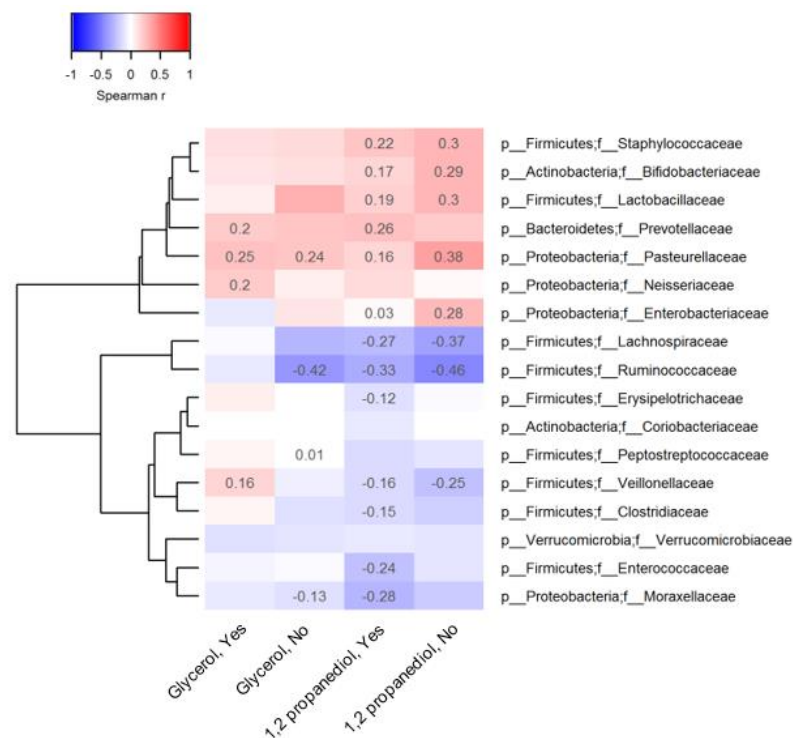 -1 -0.5 0 0.5 1
Spearman r
0.22 0.3 p__Firmicutes;f__Staphylococcaceae
0.17 0.29 p__Actinobacteria;f__Bifidobacteriaceae
0.19 0.3 p__Firmicutes;f__Lactobacillaceae
0.2 0.26 p__Bacteroidetes;f__Prevotellaceae
0.25 0.24 0.16 0.38 p__Proteobacteria;f__Pasteurellaceae
0.2 p__Proteobacteria;f__Neisseriaceae
0.03 0.28 p__Proteobacteria;f__Enterobacteriaceae
-0.27 -0.37 p__Firmicutes;f__Lachnospiraceae
-0.42 -0.33 -0.46 p__Firmicutes;f__Ruminococcaceae
-0.12 p__Firmicutes;f__Erysipelotrichaceae
p__Actinobacteria;f__Coriobacteriaceae
0.01 p__Firmicutes;f__Peptostreptococcaceae
0.16 -0.16 -0.25 p__Firmicutes;f__Veillonellaceae
-0.15 p__Firmicutes;f__Clostridiaceae
p__Verrucomicrobia;f__Verrucomicrobiaceae
-0.24 p__Firmicutes;f__Enterococcaceae
-0.13 -0.28 p__Proteobacteria;f__Moraxellaceae
Glycerol, Yes
Glycerol, No
1,2 propanediol, Yes
1,2 propanediol, No